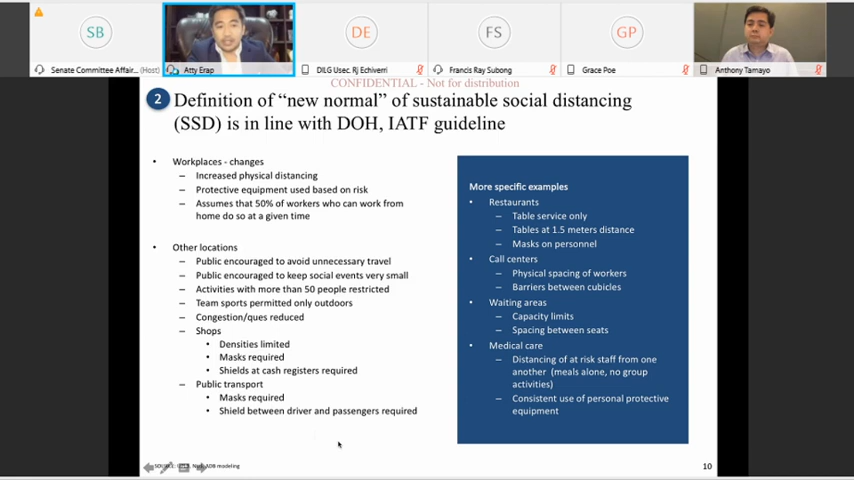 SB
DE
FS
GP
Senate Committee Affair... (Host)
Atty Erap
DILG Usec. Rj Echiverri
Francis Ray Subong
Grace Poe
Anthony Tamayo
CONFIDENTIAL - Not for distribution
2
Definition of “new normal” of sustainable social distancing
(SSD) is in line with DOH, IATF guideline
• Workplaces - changes
– Increased physical distancing
– Protective equipment used based on risk
– Assumes that 50% of workers who can work from
home do so at a given time
• Other locations
– Public encouraged to avoid unnecessary travel
– Public encouraged to keep social events very small
– Activities with more than 50 people restricted
– Team sports permitted only outdoors
– Congestion/ques reduced
– Shops
• Densities limited
• Masks required
• Shields at cash registers required
– Public transport
• Masks required
• Shield between driver and passengers required
More specific examples
• Restaurants
– Table service only
– Tables at 1.5 meters distance
– Masks on personnel
• Call centers
– Physical spacing of workers
– Barriers between cubicles
• Waiting areas
– Capacity limits
– Spacing between seats
• Medical care
– Distancing of at risk staff from one
another (meals alone, no group
activities)
– Consistent use of personal protective
equipment
ADB modeling
10